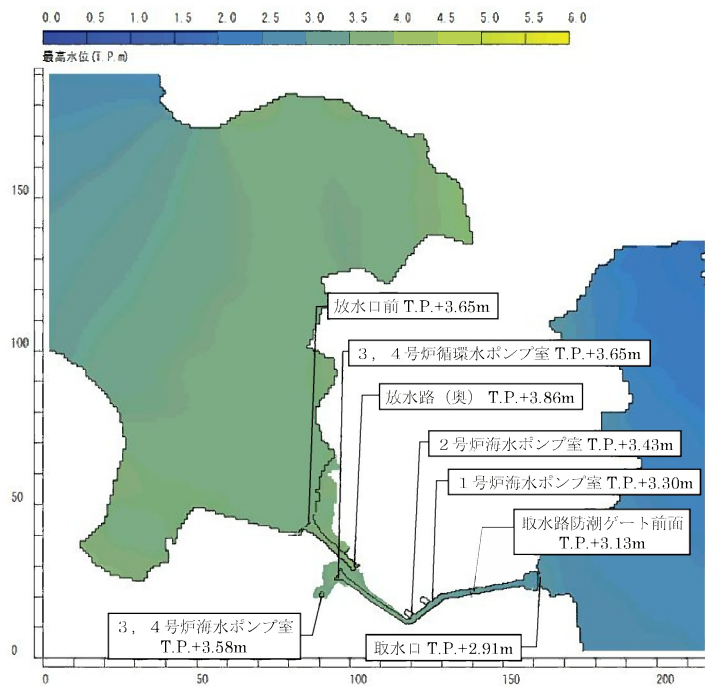 0.0 0.5 1.0 1.5 2.0 2.5 3.0 3.5 4.0 4.5 5.0 5.5 6.0
最高水位(T.P.m)
150
100
50
0
放水口前 T.P.+3.65m
3，4号炉循環水ポンプ室 T.P.+3.65m
放水路（奥） T.P.+3.86m
2号炉海水ポンプ室 T.P.+3.43m
1号炉海水ポンプ室 T.P.+3.30m
取水路防潮ゲート前面
T.P.+3.13m
3，4号炉海水ポンプ室
T.P.+3.58m
取水口 T.P.+2.91m
0 50 100 150 200